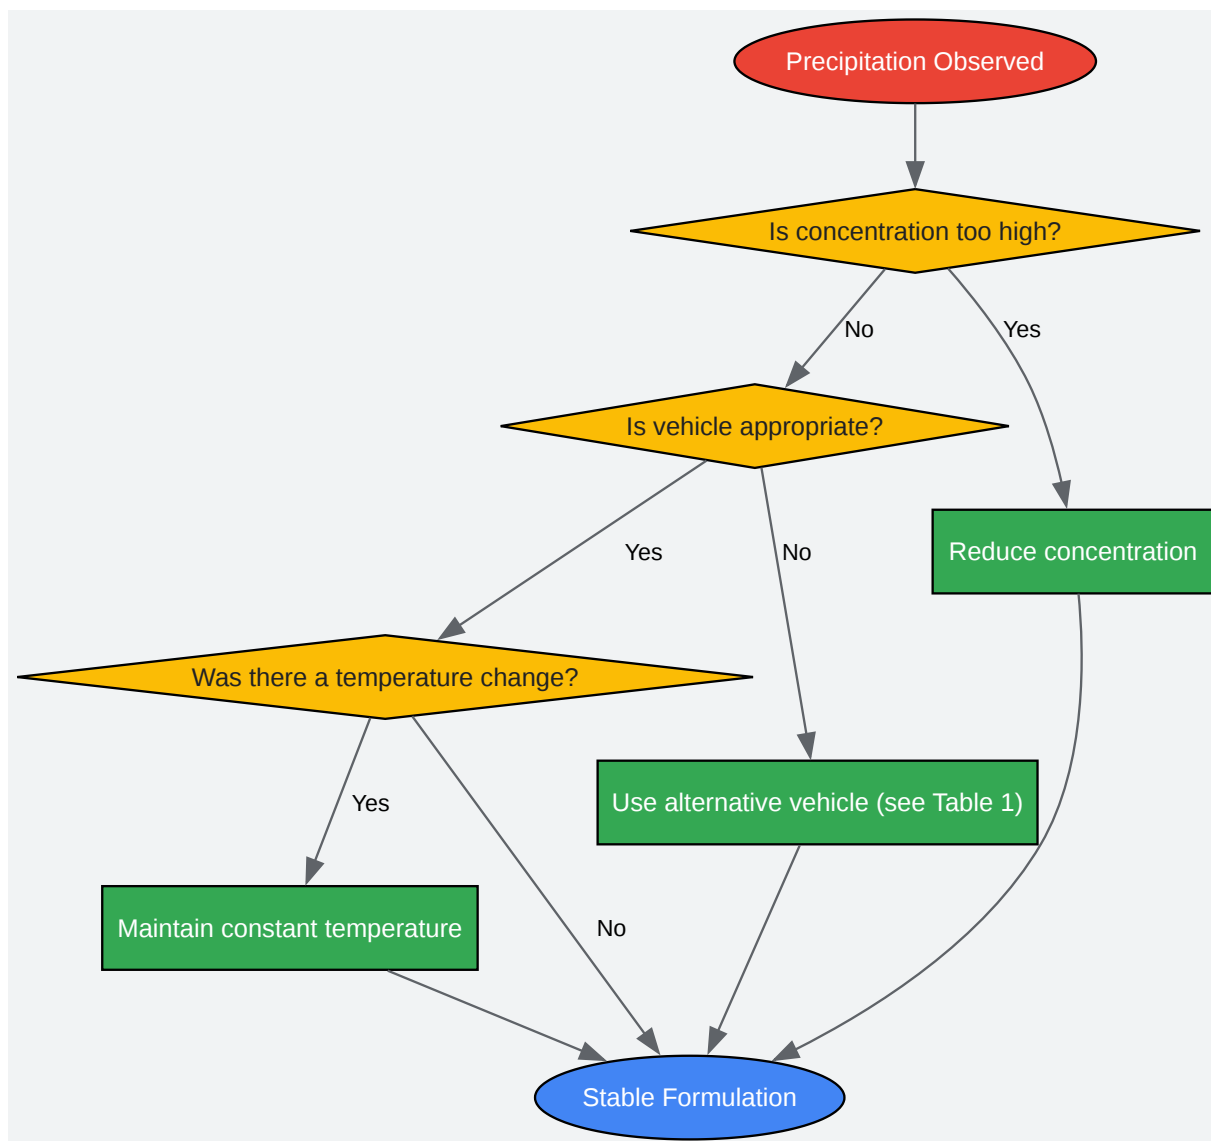 Precipitation Observed
Is concentration too high?
No
Yes
Is vehicle appropriate?
Yes
No
Reduce concentration
Was there a temperature change?
Yes
Use alternative vehicle (see Table 1)
Maintain constant temperature
No
Stable Formulation